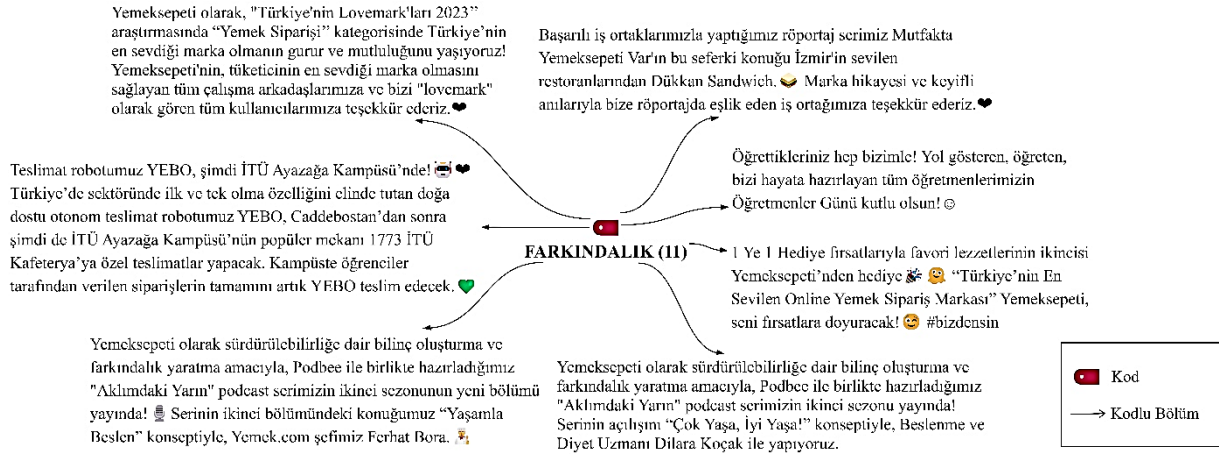 Yemeksepeti olarak, "Türkiye'nin Lovemark'ları 2023”
araştırmasında “Yemek Siparişi” kategorisinde Türkiye’nin
en sevdiği marka olmanın gurur ve mutluluğunu yaşıyoruz!
Yemeksepeti'nin, tüketicinin en sevdiği marka olmasını
sağlayan tüm çalışma arkadaşlarımıza ve bizi "lovemark"
olarak gören tüm kullanıcılarımıza teşekkür ederiz.❤
Başarılı iş ortaklarımızla yaptığımız röportaj serimiz Mutfakta
Yemeksepeti Var'ın bu seferki konuğu İzmir'in sevilen
restoranlarından Dükkan Sandwich. 🥪 Marka hikayesi ve keyifli
anılarıyla bize röportajda eşlik eden iş ortağımıza teşekkür ederiz.❤
Teslimat robotumuz YEBO, şimdi İTÜ Ayazağa Kampüsü’nde! 🤖 ❤
Türkiye’de sektöründe ilk ve tek olma özelliğini elinde tutan doğa
dostu otonom teslimat robotumuz YEBO, Caddebostan’dan sonra
şimdi de İTÜ Ayazağa Kampüsü’nün popüler mekanı 1773 İTÜ
Kafeterya’ya özel teslimatlar yapacak. Kampüste öğrenciler
tarafından verilen siparişlerin tamamını artık YEBO teslim edecek. 💚
Öğrettikleriniz hep bizimle! Yol gösteren, öğreten,
bizi hayata hazırlayan tüm öğretmenlerimizin
Öğretmenler Günü kutlu olsun!☺
FARKINDALIK (11)
1 Ye 1 Hediye fırsatlarıyla favori lezzetlerinin ikincisi
Yemeksepeti’nden hediye 🎉 🤗 “Türkiye’nin En
Sevilen Online Yemek Sipariş Markası” Yemeksepeti,
seni fırsatlara doyuracak! 😋 #bizdensin
Yemeksepeti olarak sürdürülebilirliğe dair bilinç oluşturma ve
farkındalık yaratma amacıyla, Podbee ile birlikte hazırladığımız
"Aklımdaki Yarın" podcast serimizin ikinci sezonunun yeni bölümü
yayında! 🎙 Serinin ikinci bölümündeki konuğumuz “Yaşamla
Beslen” konseptiyle, Yemek.com şefimiz Ferhat Bora. 👨‍🍳
Yemeksepeti olarak sürdürülebilirliğe dair bilinç oluşturma ve
farkındalık yaratma amacıyla, Podbee ile birlikte hazırladığımız
"Aklımdaki Yarın" podcast serimizin ikinci sezonu yayında!
Serinin açılışını “Çok Yaşa, İyi Yaşa!” konseptiyle, Beslenme ve
Diyet Uzmanı Dilara Koçak ile yapıyoruz.
Kod
Kodlu Bölüm